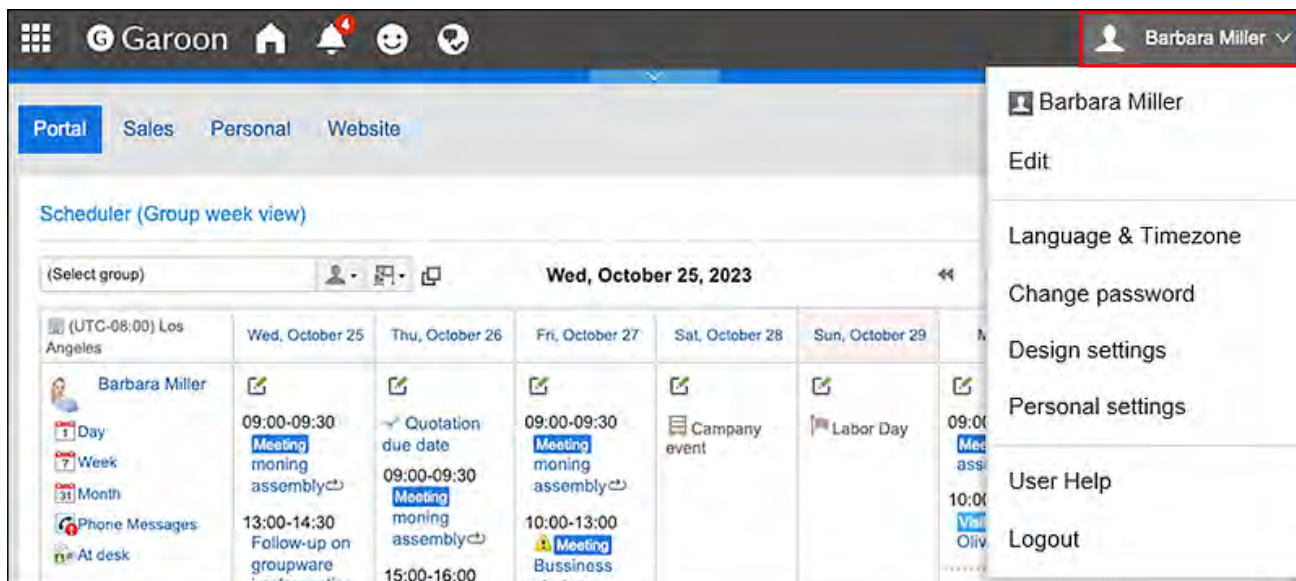 Garoon
4
Barbara Miller
Portal
Sales
Personal
Website
Scheduler (Group week view)
(Select group)
Wed, October 25, 2023
(UTC-08:00) Los
Angeles
Wed, October 25
Thu, October 26
Fri, October 27
Sat, October 28
Sun, October 29
Barbara Miller
1 Day
7 Week
31 Month
Phone Messages
At desk
09:00-09:30
Meeting
moning
assembly
13:00-14:30
Follow-up on
groupware
Quotation
due date
09:00-09:30
Meeting
moning
assembly
15:00-16:00
09:00-09:30
Meeting
moning
assembly
10:00-13:00
Meeting
Bussiness
Campany
event
Labor Day
Barbara Miller
Edit
Language & Timezone
Change password
Design settings
Personal settings
User Help
Logout